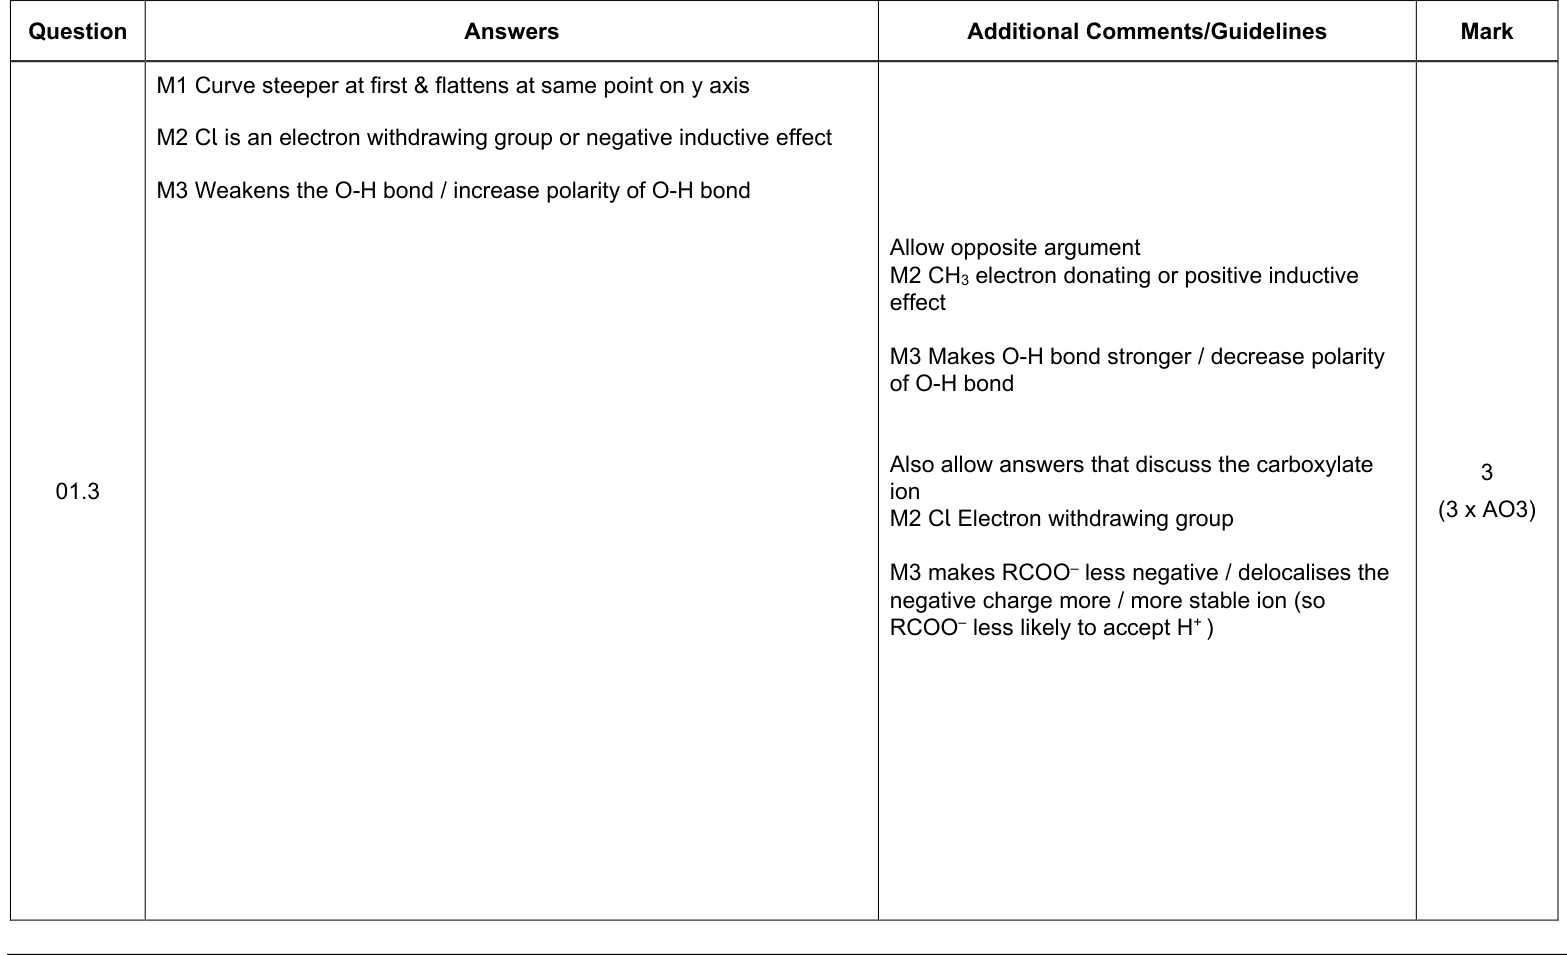 Question Answers Additional Comments/Guidelines Mark
M1 Curve steeper at first & flattens at same point on y axis
M2 Cl is an electron withdrawing group or negative inductive effect
M3 Weakens the O-H bond / increase polarity of O-H bond
Allow opposite argument
M2 CH₃ electron donating or positive inductive
effect
M3 Makes O-H bond stronger / decrease polarity
of O-H bond
Also allow answers that discuss the carboxylate
ion
M2 Cl Electron withdrawing group
M3 makes RCOO⁻ less negative / delocalises the
negative charge more / more stable ion (so
RCOO⁻ less likely to accept H⁺ )
01.3
3
(3 x AO3)